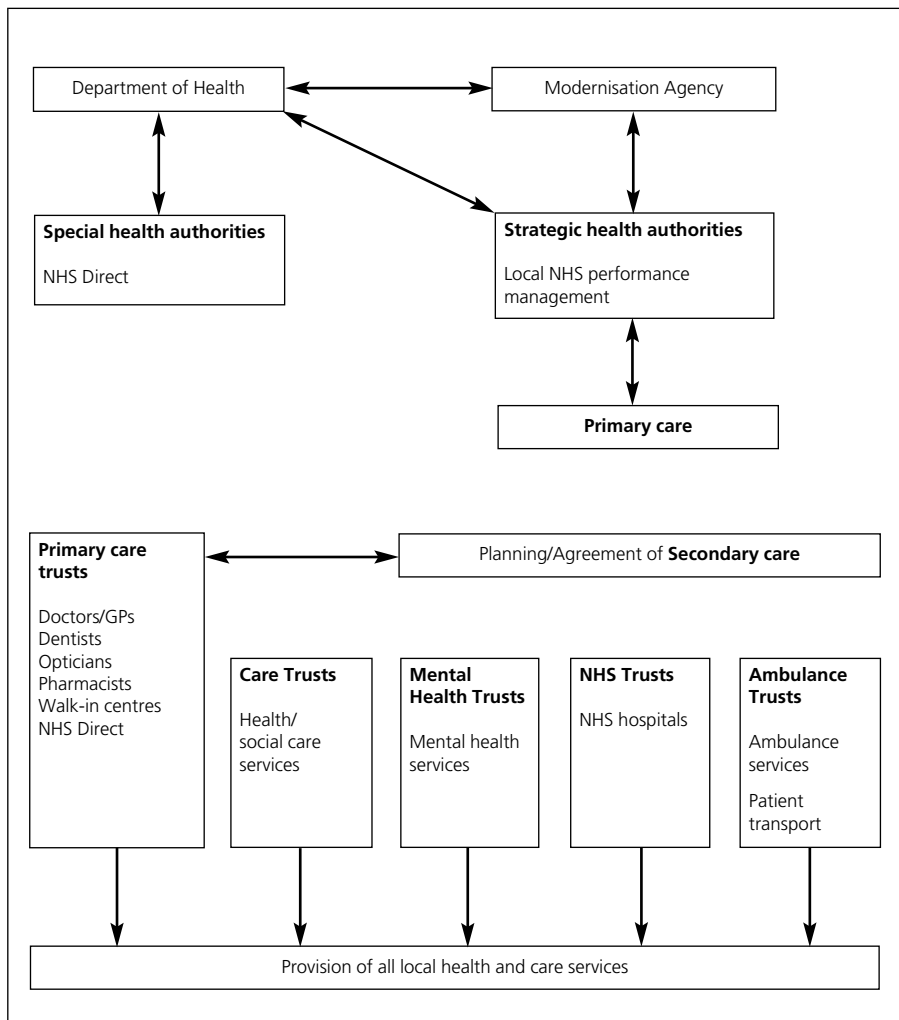 Department of Health
Modernisation Agency
Special health authorities
NHS Direct
Strategic health authorities
Local NHS performance
management
Primary care
Primary care
trusts
Doctors/GPs
Dentists
Opticians
Pharmacists
Walk-in centres
NHS Direct
Planning/Agreement of Secondary care
Care Trusts
Health/
social care
services
Mental
Health Trusts
Mental health
services
NHS Trusts
NHS hospitals
Ambulance
Trusts
Ambulance
services
Patient
transport
Provision of all local health and care services